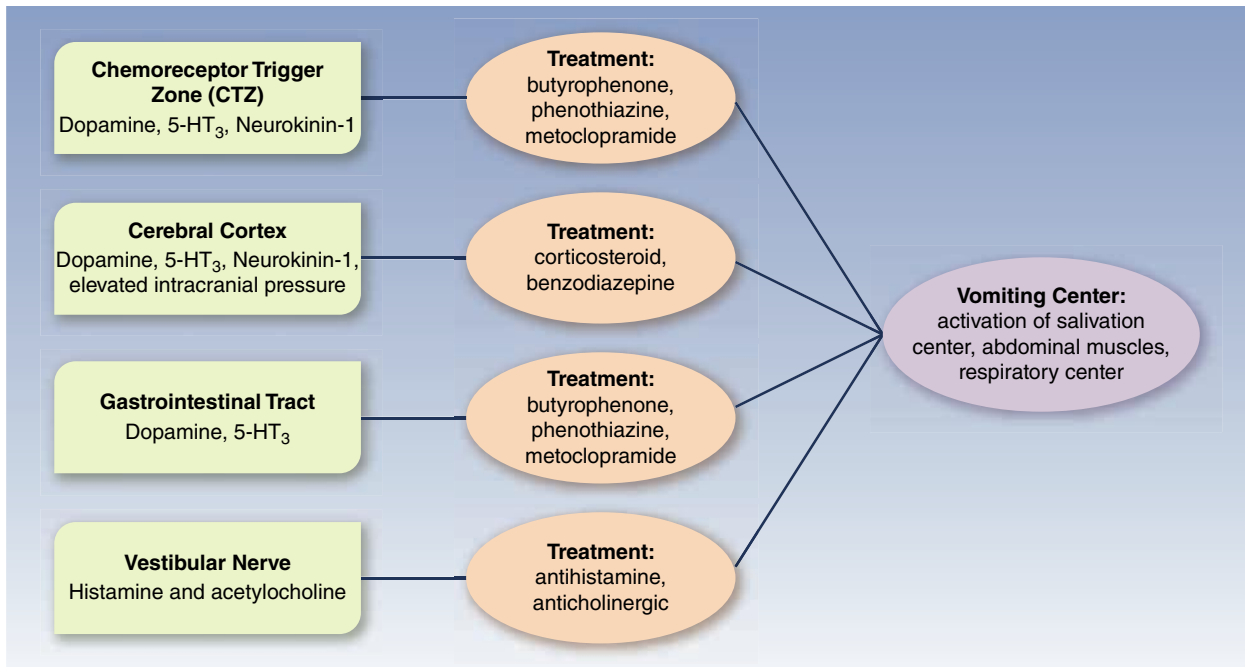 Chemoreceptor Trigger
Zone (CTZ)
Dopamine, 5-HT₃, Neurokinin-1
Treatment:
butyrophenone,
phenothiazine,
metoclopramide
Cerebral Cortex
Dopamine, 5-HT₃, Neurokinin-1,
elevated intracranial pressure
Treatment:
corticosteroid,
benzodiazepine
Gastrointestinal Tract
Dopamine, 5-HT₃
Treatment:
butyrophenone,
phenothiazine,
metoclopramide
Vestibular Nerve
Histamine and acetylocholine
Treatment:
antihistamine,
anticholinergic
Vomiting Center:
activation of salivation
center, abdominal muscles,
respiratory center